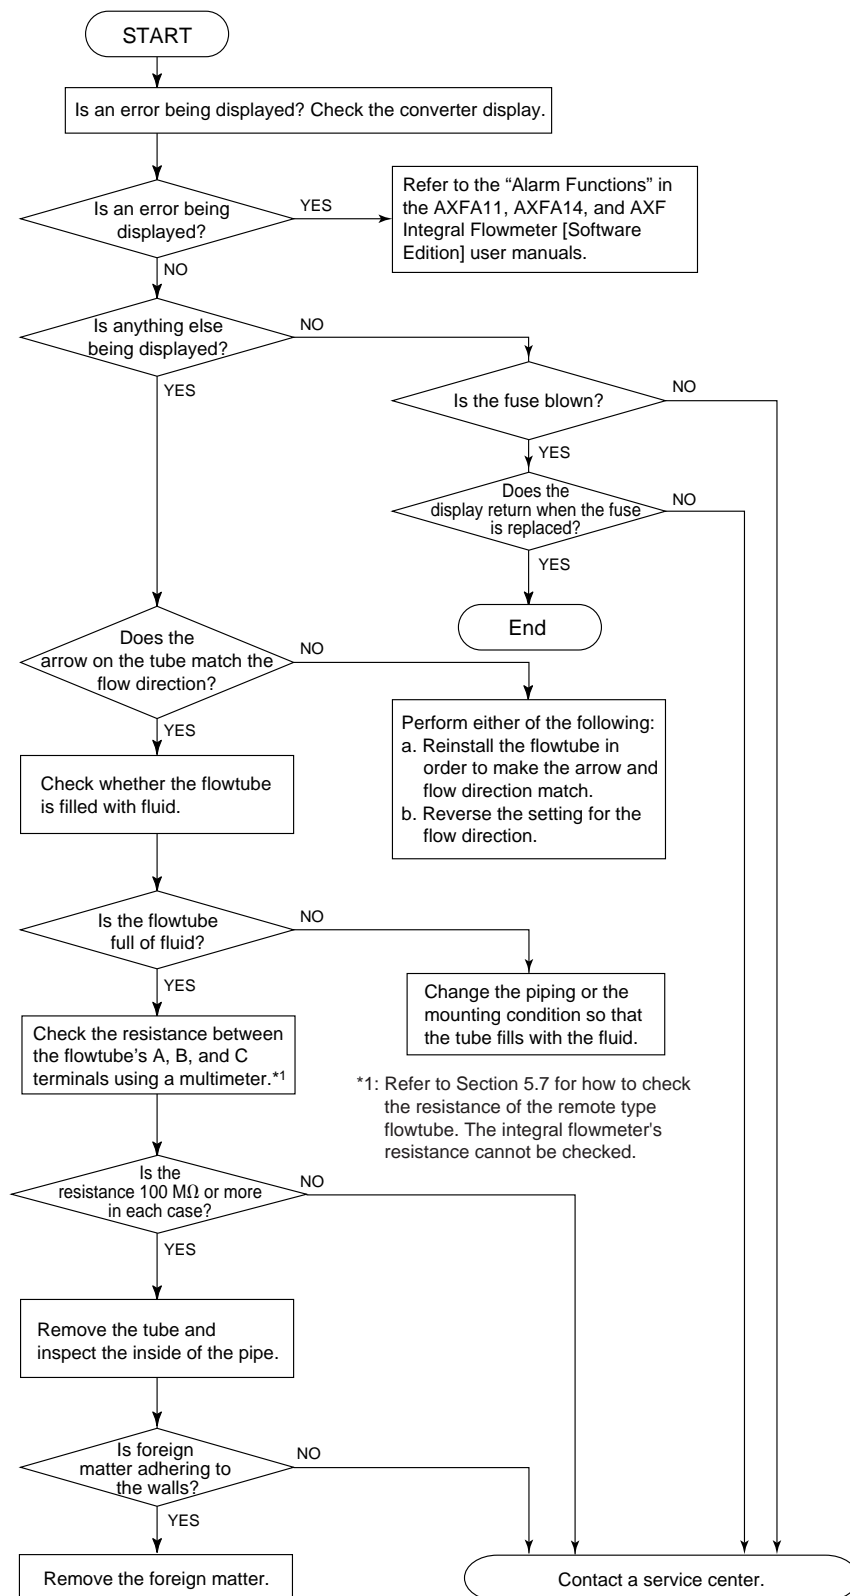 START
Is an error being displayed? Check the converter display.
Is an error being
displayed?
YES
Refer to the “Alarm Functions” in
the AXFA11, AXFA14, and AXF
Integral Flowmeter [Software
Edition] user manuals.
NO
Is anything else
being displayed?
NO
YES
Is the fuse blown?
NO
YES
Does the
display return when the fuse
is replaced?
NO
YES
End
Does the
arrow on the tube match the
flow direction?
NO
YES
Perform either of the following:
a. Reinstall the flowtube in
order to make the arrow and
flow direction match.
b. Reverse the setting for the
flow direction.
Check whether the flowtube
is filled with fluid.
Is the flowtube
full of fluid?
NO
YES
Change the piping or the
mounting condition so that
the tube fills with the fluid.
Check the resistance between
the flowtube’s A, B, and C
terminals using a multimeter.*1
*1: Refer to Section 5.7 for how to check
the resistance of the remote type
flowtube. The integral flowmeter's
resistance cannot be checked.
Is the
resistance 100 MΩ or more
in each case?
NO
YES
Remove the tube and
inspect the inside of the pipe.
Is foreign
matter adhering to
the walls?
NO
YES
Remove the foreign matter.
Contact a service center.